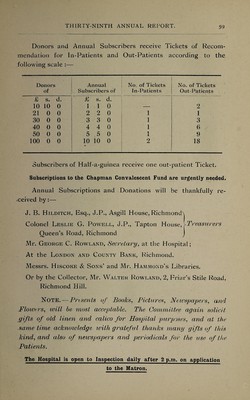 THIRTY-NINTH ANNUAL REPORT. 29
Donors and Annual Subscribers receive Tickets of Recom-
mendation for In-Patients and Out-Patients according to the
following scale :—
Donors of Annual Subscribers of No. of Tickets In-Patients No. of Tickets Out-Patients
£ s. d. £ s. d.
10 10 0 1 1 0 — 2
21 0 0 2 2 0 1 1
30 0 0 3 3 0 1 3
40 0 0 4 4 0 1 6
50 0 0 5 5 0 1 9
100 0 0 10 10 0 2 18
Subscribers of Half-a-guinea receive one out-patient Ticket.
Subscriptions to the Chapman Convalescent Fund are urgently needed.
Annual Subscriptions and Donations will be thankfully re-
ceived by :—
J. B. Hilditch, Esq., J.P., Asgill House, Richmond
Colonel Leslie G. Powell, J.P., Tapton House, Treasurers
Queen's Road, Richmond
Mr. George C. Rowland, Secretary, at the Hospital;
At the London and County Bank, Richmond.
Messrs. Hiscoke & Sons' and Mr. Hammond's Libraries.
Or by the Collector, Mr. Walter Rowland, 2, Friar's Stile Road,
Richmond Hill.
Note.—Presents of Books, Pictures, Newspapers, and
Flowers, will be most acceptable. The Committee again solicit
gifts of old linen and calico for Hospital purposes, and at the
same time acknowledge with grateful thanks many gifts of this
kind, and also of newspapers and periodicals for the use of the
Patients.
The Hospital is open to Inspection daily after 2 p.m. on application
to the Matron.